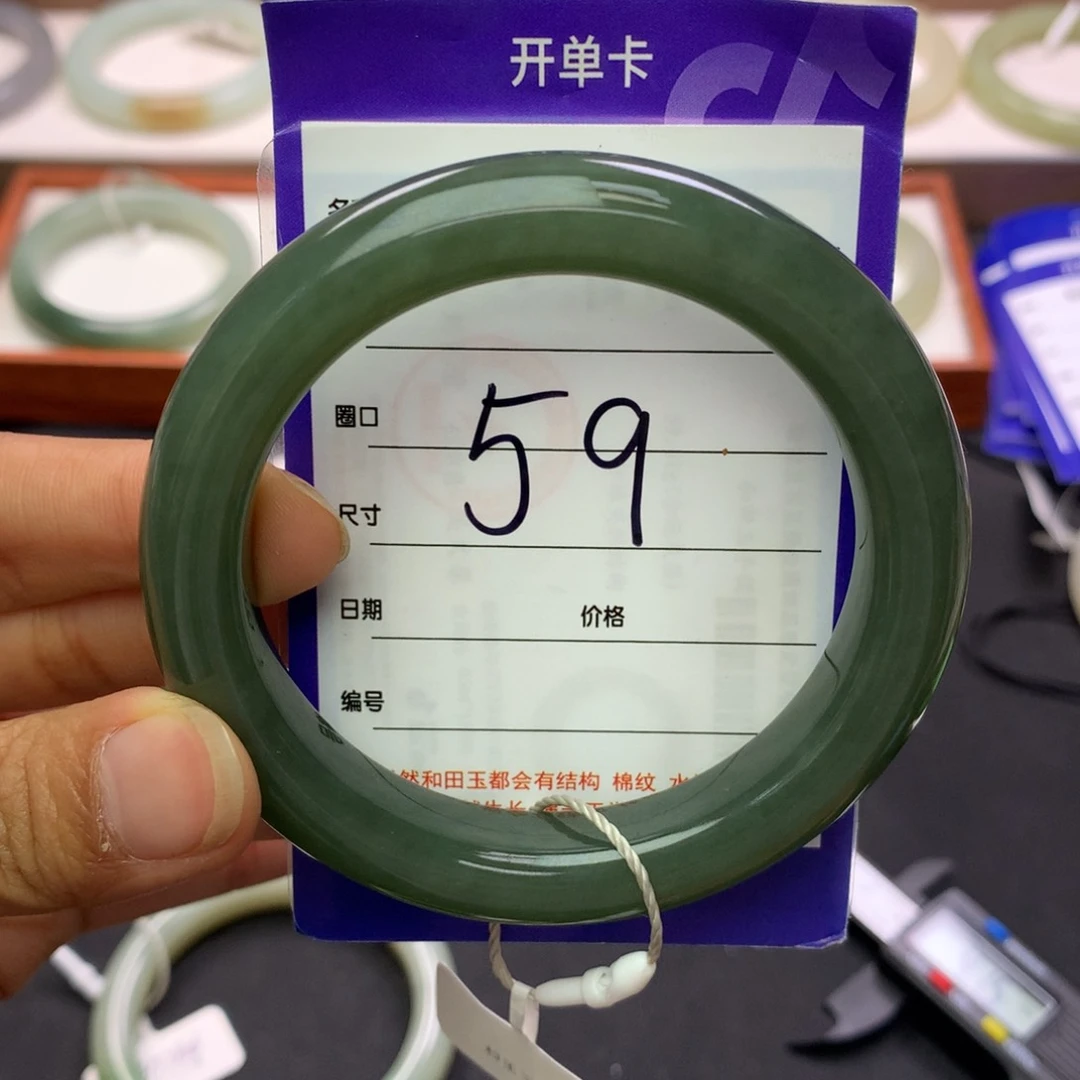 开单卡
圈口
59
尺寸
日期 价格
编号
然和田玉都会有结构 棉纹 水